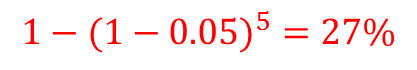 1 − (1 − 0.05)⁵ = 27%